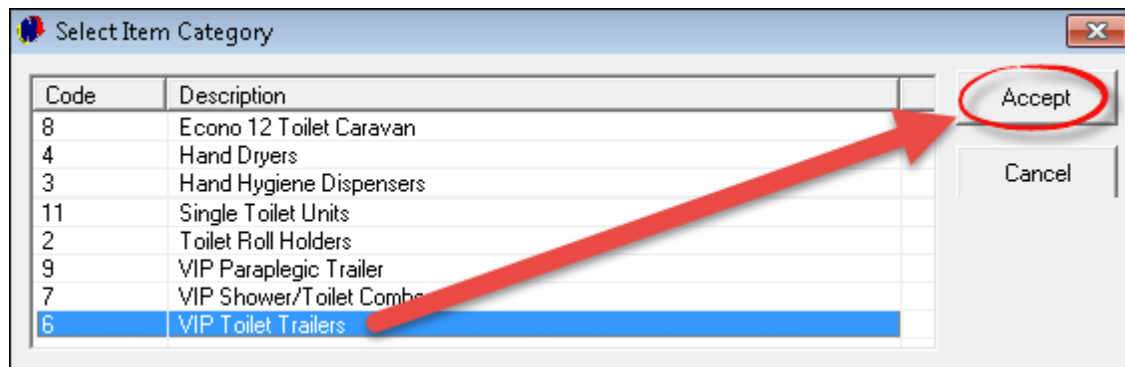 Select Item Category
Code Description
8 Econo 12 Toilet Caravan
4 Hand Dryers
3 Hand Hygiene Dispensers
11 Single Toilet Units
2 Toilet Roll Holders
9 VIP Paraplegic Trailer
7 VIP Shower/Toilet Combo
6 VIP Toilet Trailers
Accept
Cancel